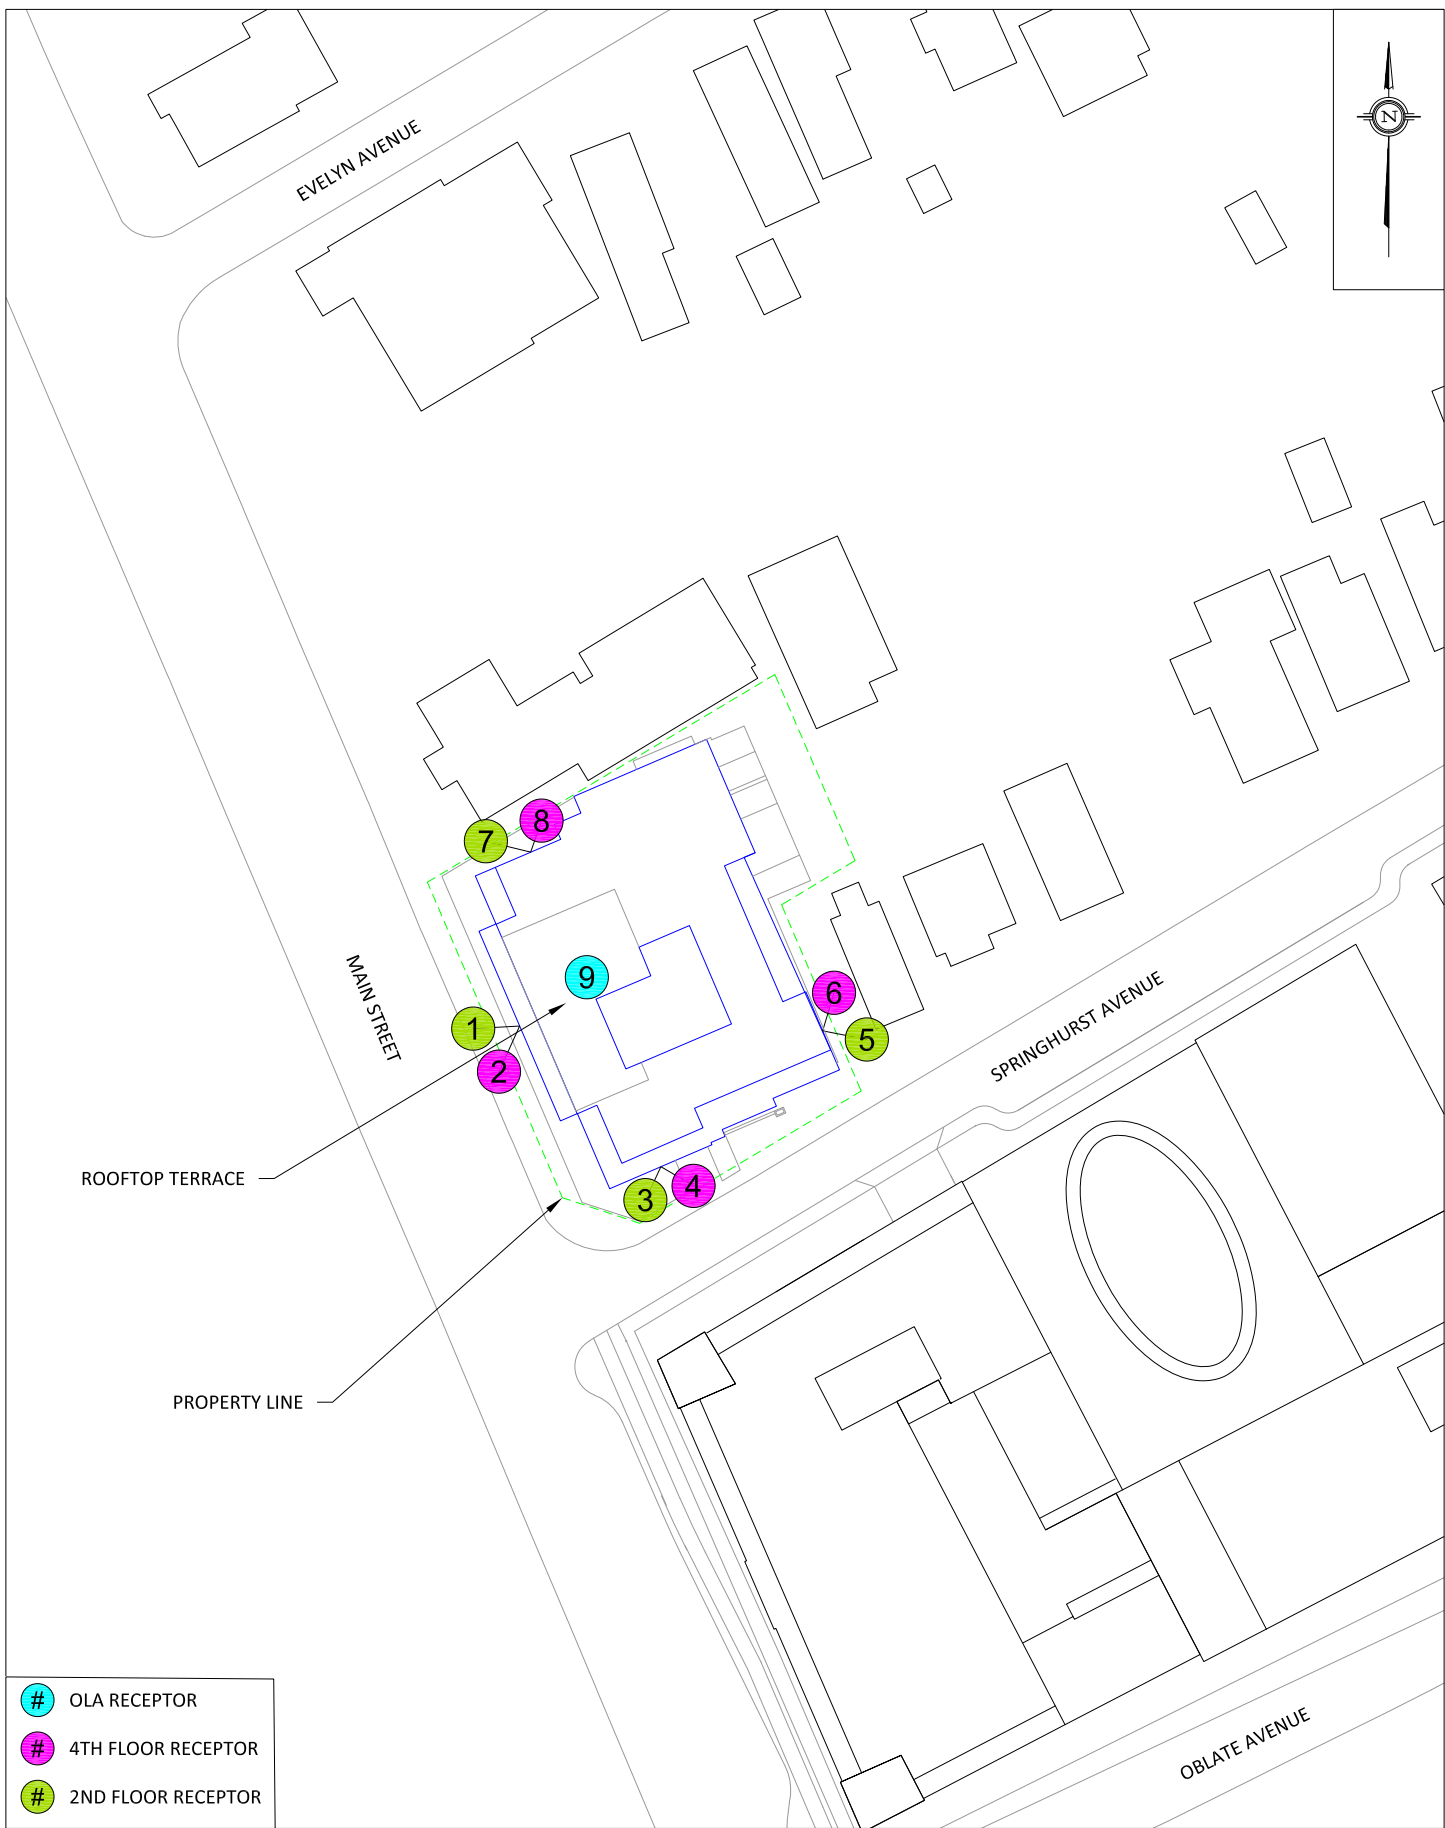 EVELYN AVENUE
N
8
7
9
6
1
5
2
MAIN STREET
SPRINGHURST AVENUE
ROOFTOP TERRACE
3
4
PROPERTY LINE
# OLA RECEPTOR
# 4TH FLOOR RECEPTOR
# 2ND FLOOR RECEPTOR
OBLATE AVENUE